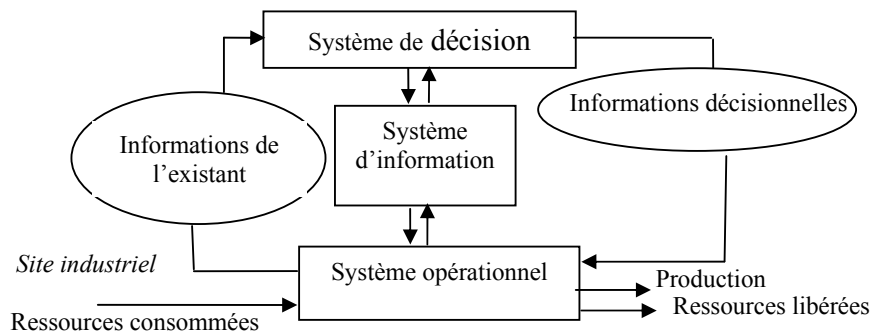 Système de décision
Informations décisionnelles
Informations de
l’existant
Système
d’information
Site industriel
Système opérationnel
Production
Ressources libérées
Ressources consommées